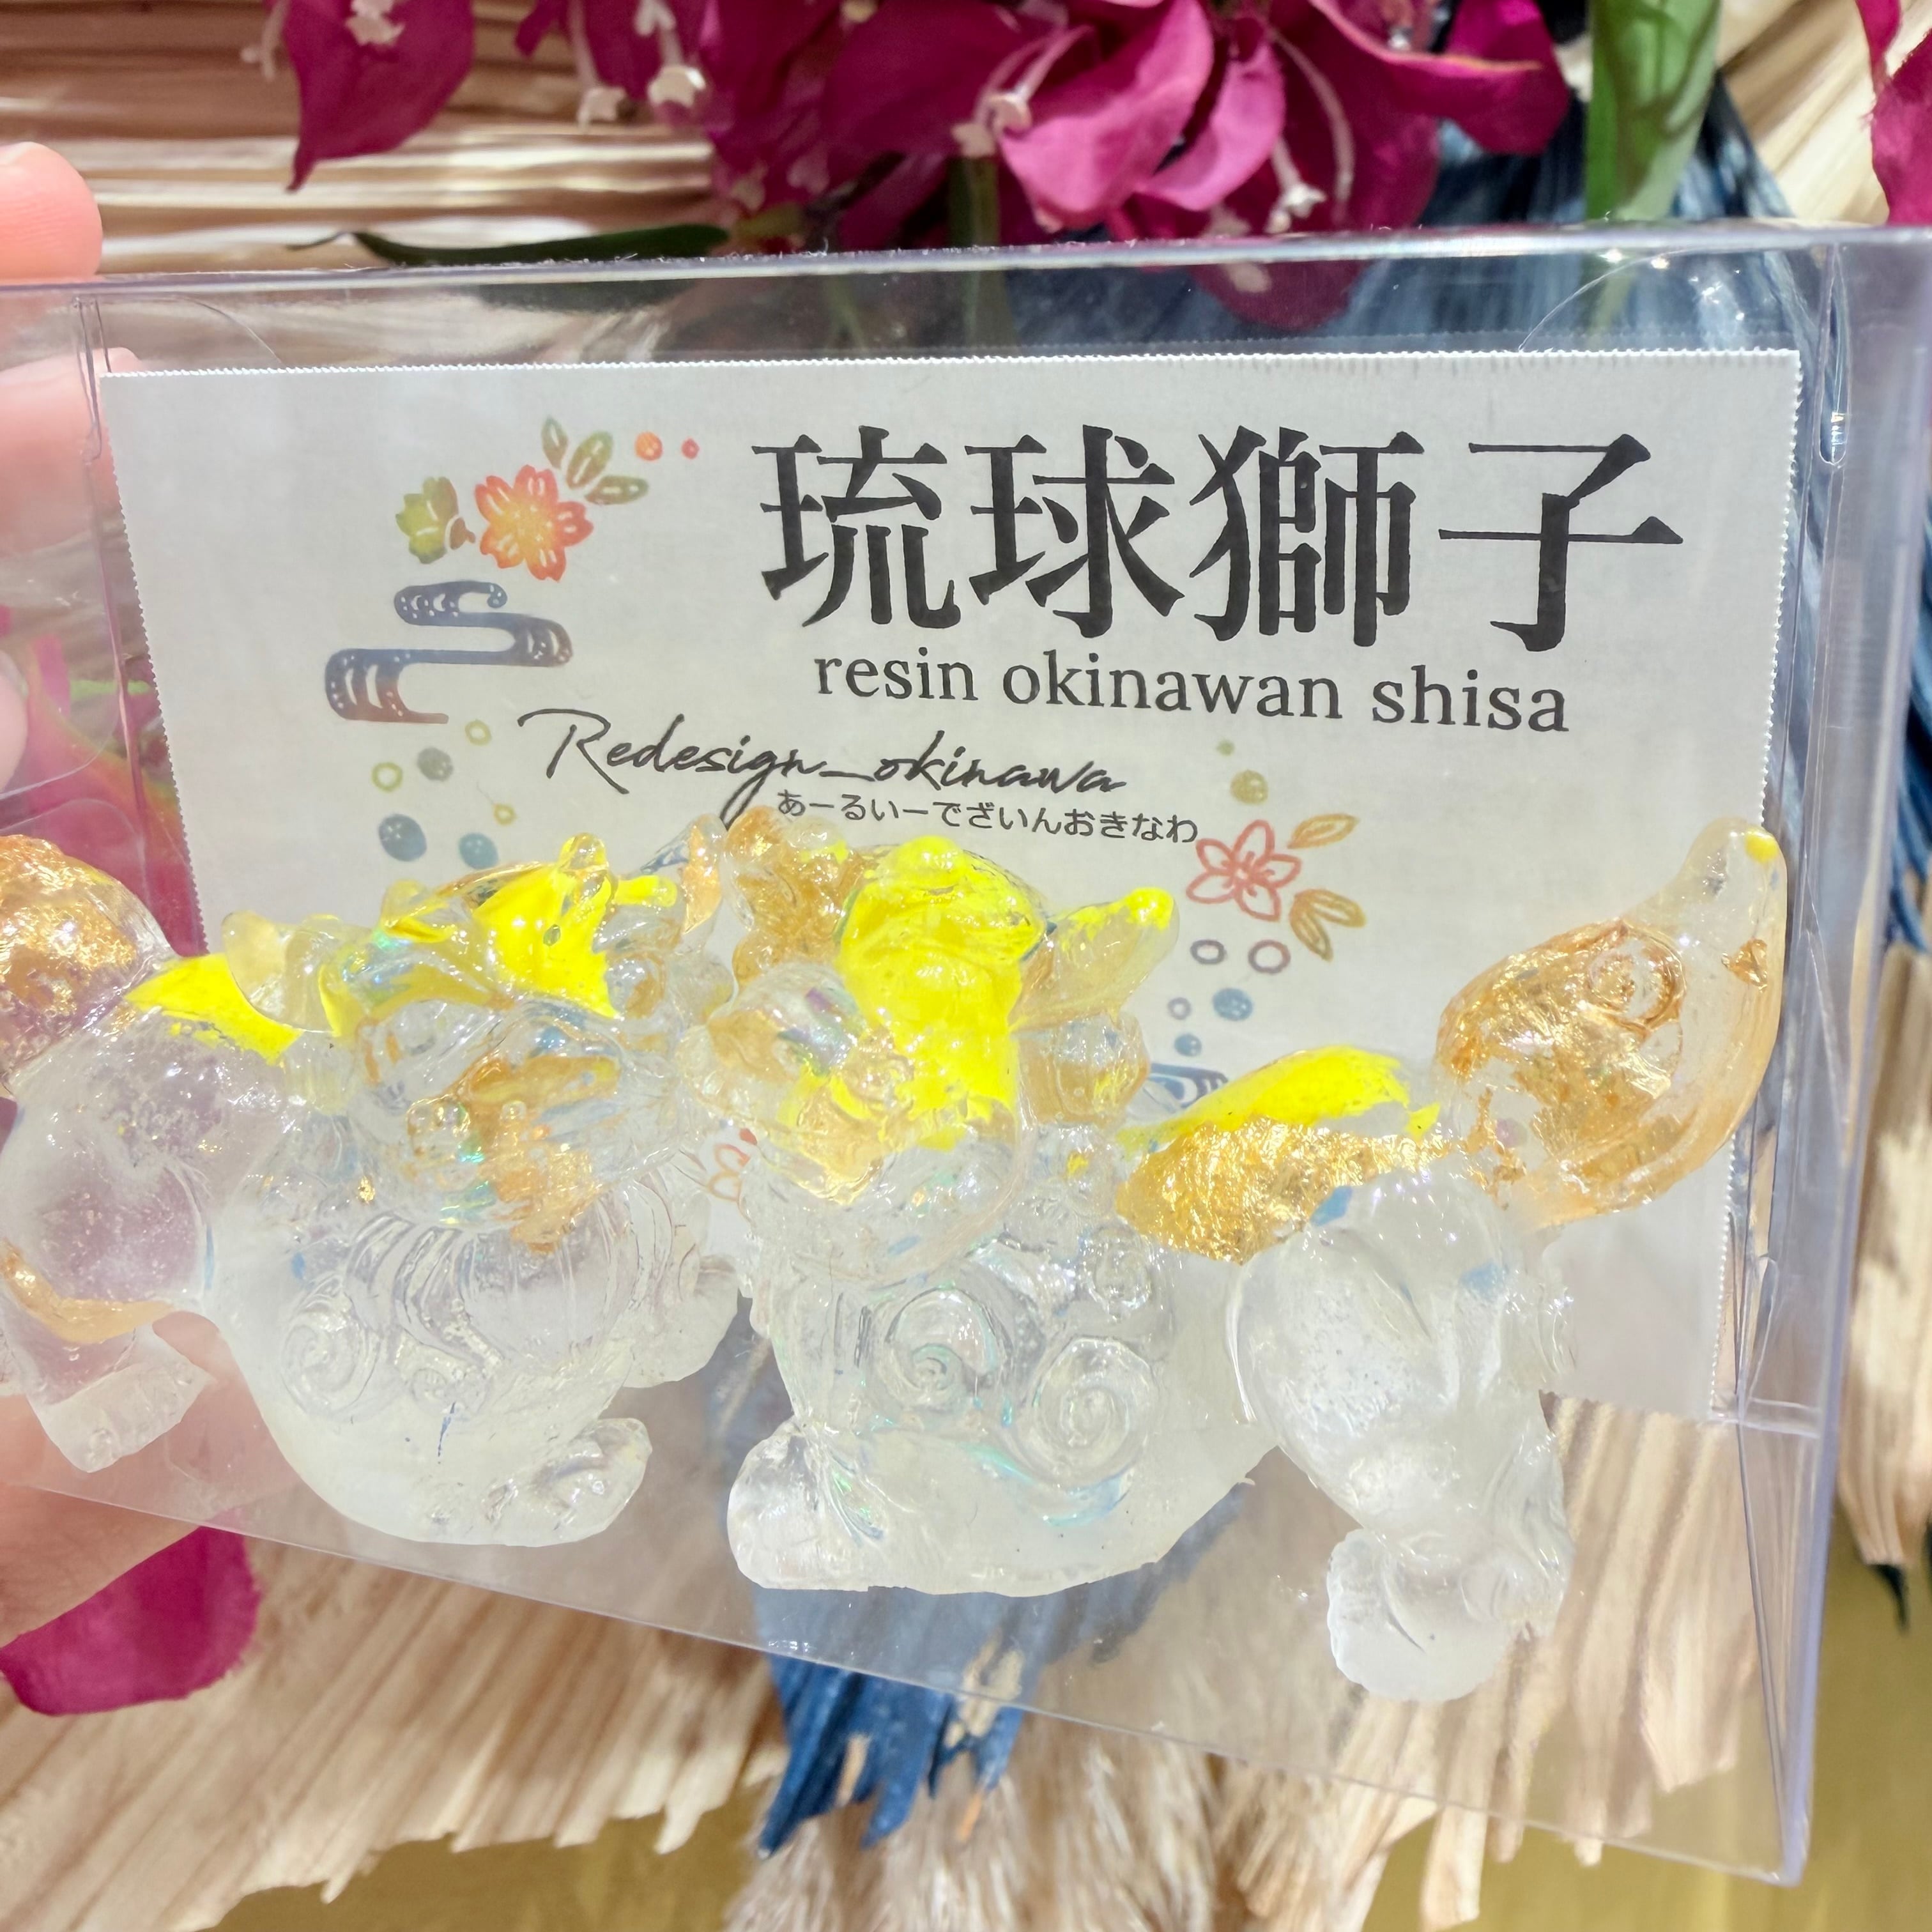 琉球獅子
resin okinawan shisa
Redesign_okinawa
あーるいーでざいんおきなわ